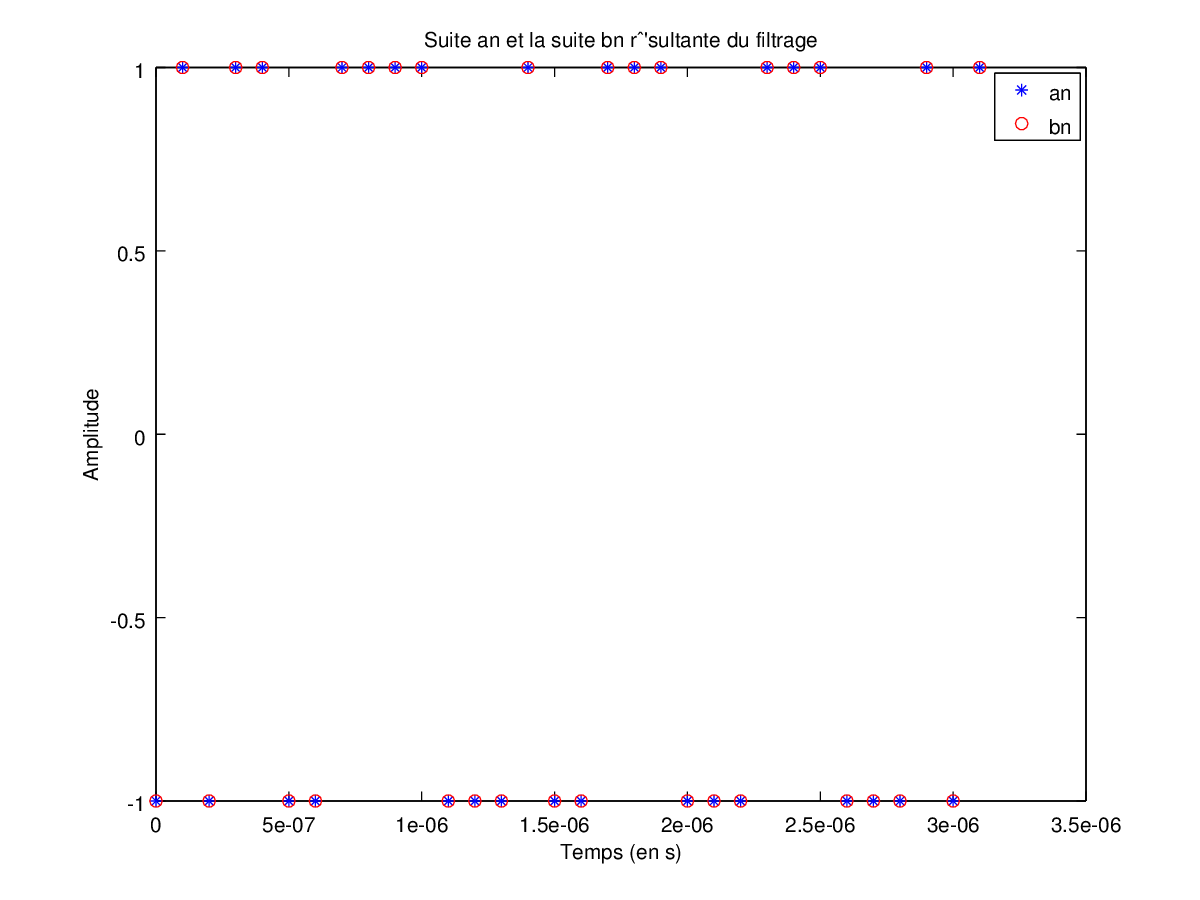 Suite an et la suite bn rˆ'sultante du filtrage
1
0.5
0
-0.5
-1
Amplitude
an
bn
0 5e-07 1e-06 1.5e-06 2e-06 2.5e-06 3e-06 3.5e-06
Temps (en s)